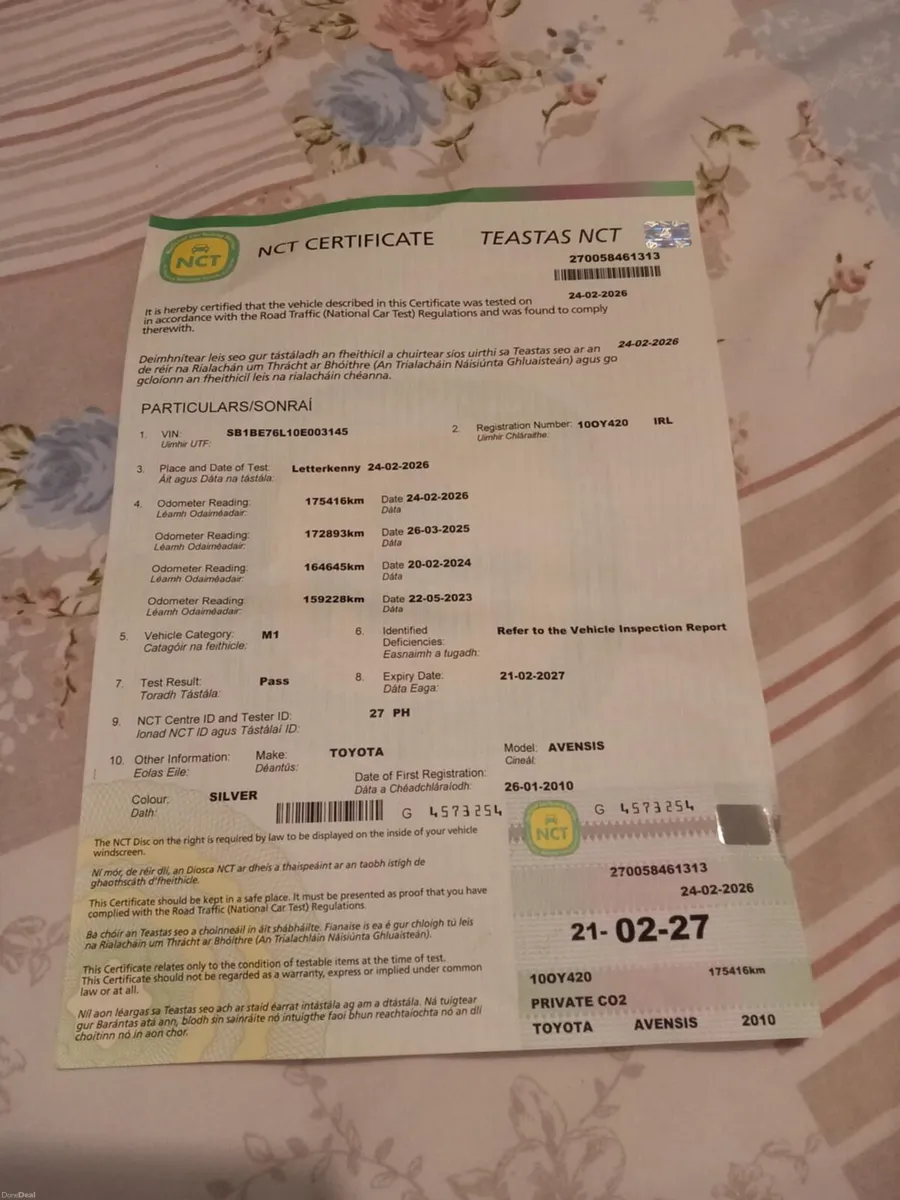 NCT
NCT CERTIFICATE TEASTAS NCT
270058461313
It is hereby certified that the vehicle described in this Certificate was tested on 24-02-2026
in accordance with the Road Traffic (National Car Test) Regulations and was found to comply
therewith.
Deimhnítear leis seo gur tástáladh an fheithicil a chuirtear síos uirthi sa Teastas seo ar an 24-02-2026
de réir na Rialachán um Thrácht ar Bhóithre (An Trialacháin Náisiúnta Ghluaisteán) agus go
gcloíonn an fheithicil leis na rialacháin chéanna.
PARTICULARS/SONRAÍ
1. VIN: SB1BE76L10E003145 2. Registration Number: 10OY420 IRL
Uimhir UTF: Uimhir Chláraithe:
3. Place and Date of Test: Letterkenny 24-02-2026
Áit agus Dáta na tástála:
4. Odometer Reading: 175416km Date 24-02-2026
Léamh Odaiméadair: Dáta
Odometer Reading: 172893km Date 26-03-2025
Léamh Odaiméadair: Dáta
Odometer Reading: 164645km Date 20-02-2024
Léamh Odaiméadair: Dáta
Odometer Reading: 159228km Date 22-05-2023
Léamh Odaiméadair: Dáta
5. Vehicle Category: M1 6. Identified Deficiencies: Refer to the Vehicle Inspection Report
Catagóir na feithicle: Easnaimh a tugadh:
7. Test Result: Pass 8. Expiry Date: 21-02-2027
Toradh Tástála: Dáta Eaga:
9. NCT Centre ID and Tester ID: 27 PH
Ionad NCT ID agus Tástálaí ID:
10. Other Information: Make: TOYOTA Model: AVENSIS
Eolas Eile: Déantús: Cineál:
Date of First Registration: 26-01-2010
Dáta a Chéadchláraíodh:
Colour: SILVER
Dath:
G 4573254
G 4573254
The NCT Disc on the right is required by law to be displayed on the inside of your vehicle
windscreen.
Ní mór, de réir dlí, an Diosca NCT ar dheis a thaispeáint ar an taobh istigh de
ghaothscáth d'fheithicle.
This Certificate should be kept in a safe place. It must be presented as proof that you have
complied with the Road Traffic (National Car Test) Regulations.
Ba chóir an Teastas seo a choinneáil in áit shábháilte. Fianaise is ea é gur chloígh tú leis
na Rialacháin um Thrácht ar Bhóithre (An Trialachláin Náisiúnta Ghluaisteán).
This Certificate relates only to the condition of testable items at the time of test.
This Certificate should not be regarded as a warranty, express or implied under common
law or at all.
Níl aon léargas sa Teastas seo ach ar staid éarraí intástála ag am a dtástála. Ná tuigtear
gur Barántas atá ann, bíodh sin sainráite nó intuigthe faoi bhun reachtaíochta nó an dlí
choitinn nó in aon chor.
NCT
270058461313
24-02-2026
21-02-27
10OY420 175416km
PRIVATE CO2
TOYOTA AVENSIS 2010
DoneDeal